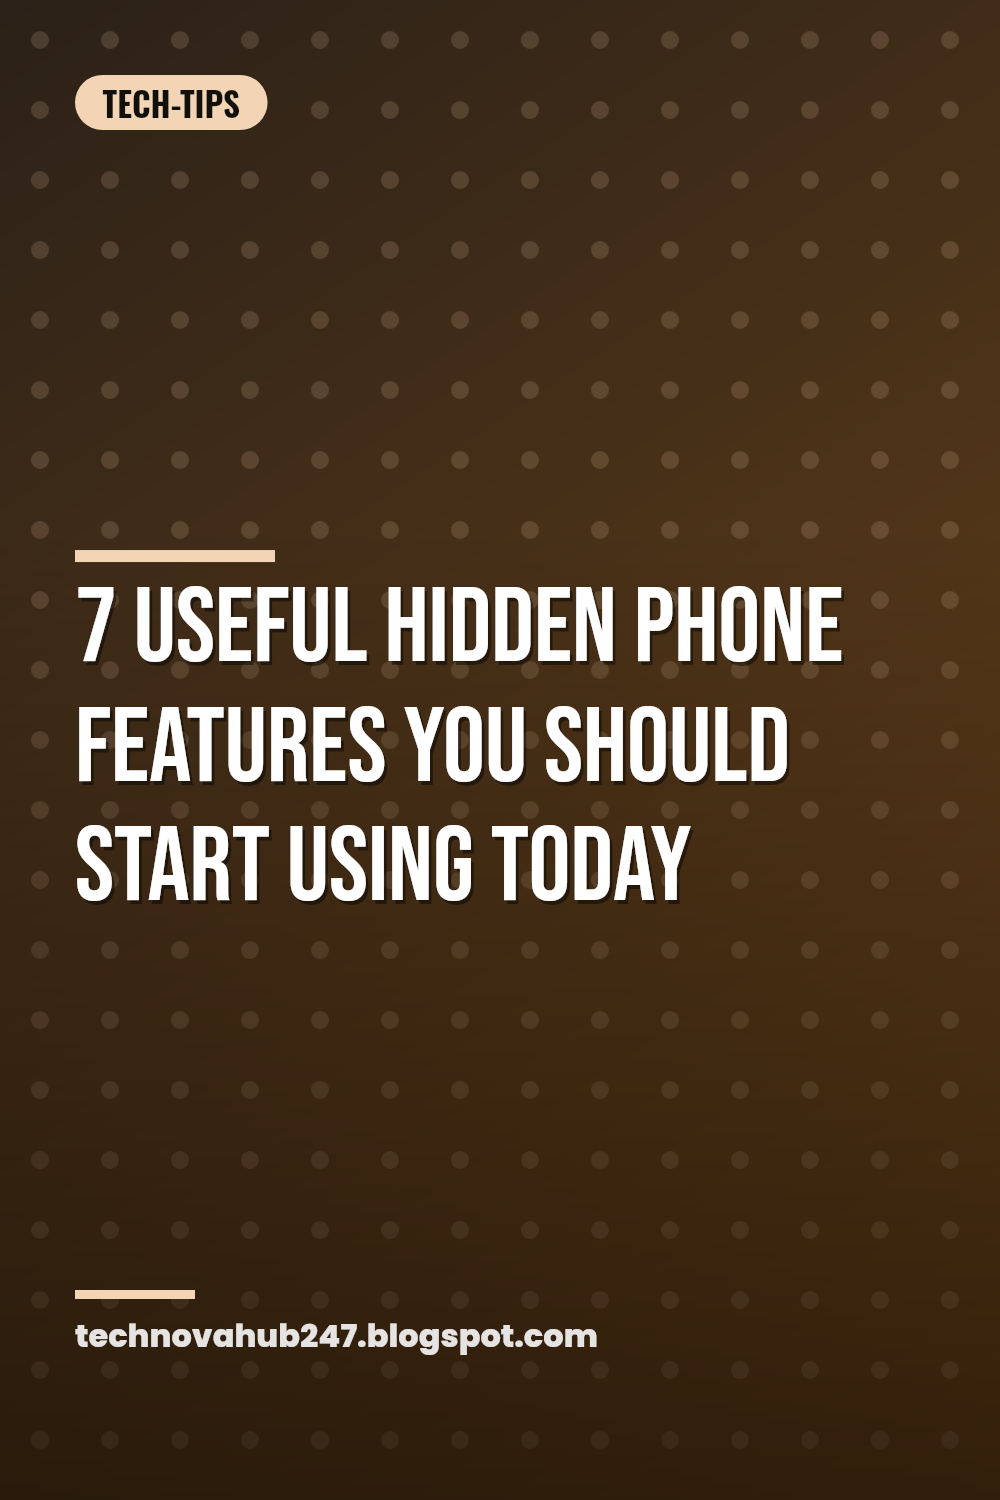 TECH-TIPS
7 USEFUL HIDDEN PHONE
FEATURES YOU SHOULD
START USING TODAY
technovahub247.blogspot.com